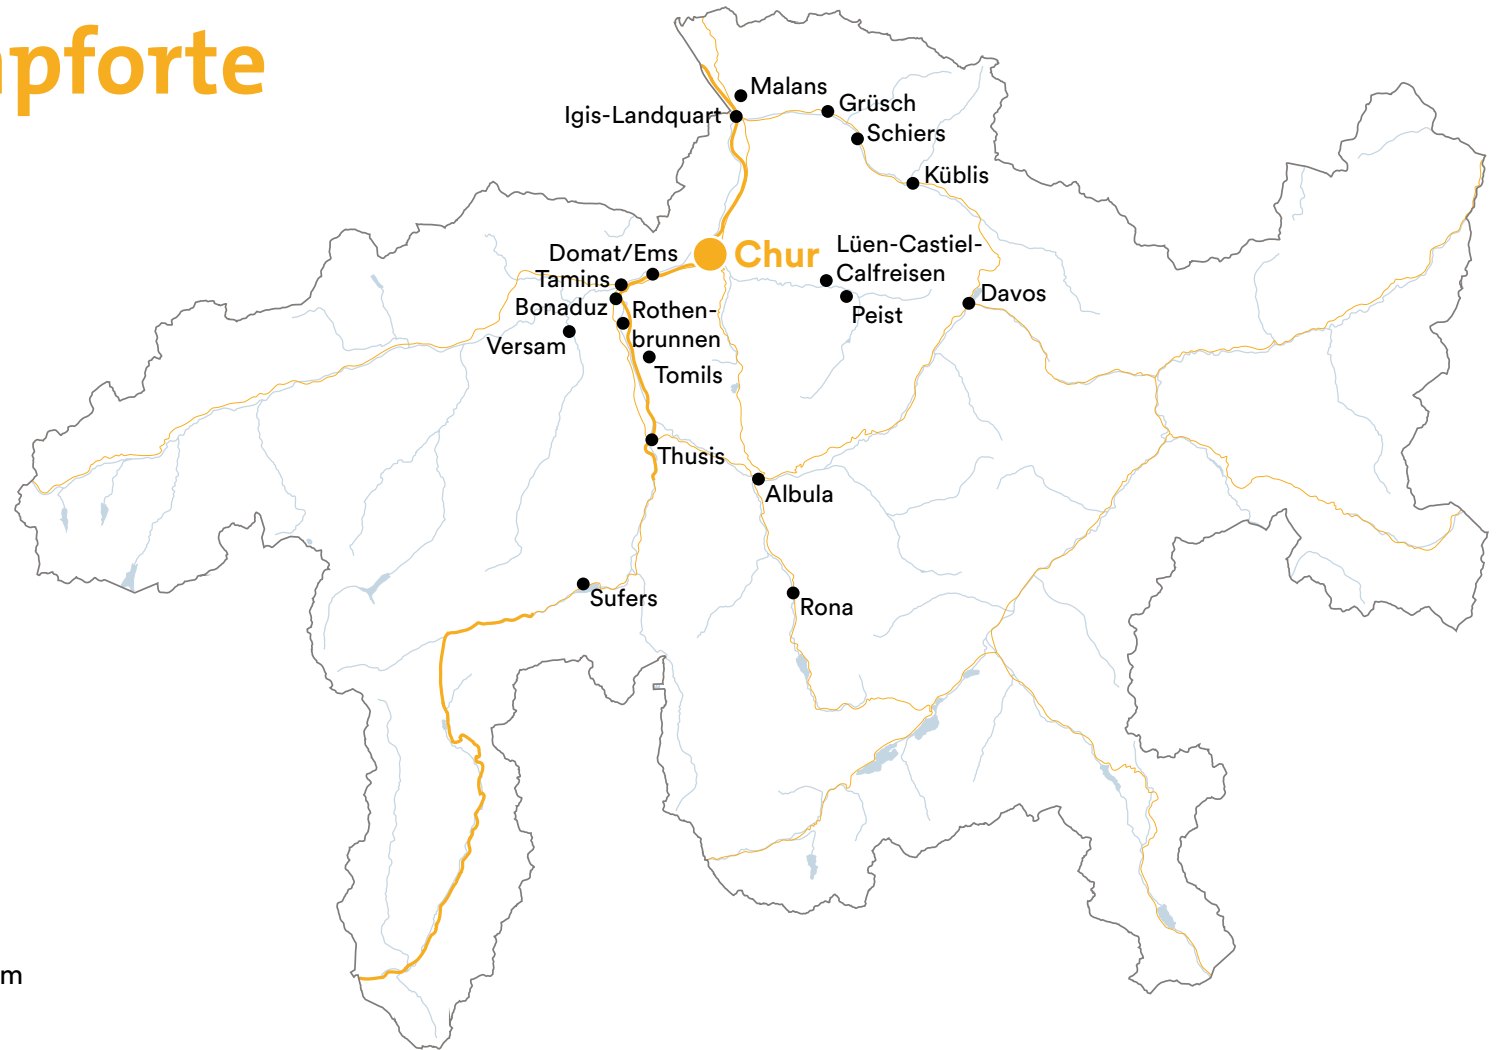 npforte
Malans
Igis-Landquart
Grüsch
Schiers
Küblis
Domat/Ems
Chur
Lüen-Castiel-
Calfreisen
Tamins
Bonaduz
Rothen-
brunnen
Davos
Peist
Versam
Tomils
Thusis
Albula
Sufers
Rona
m